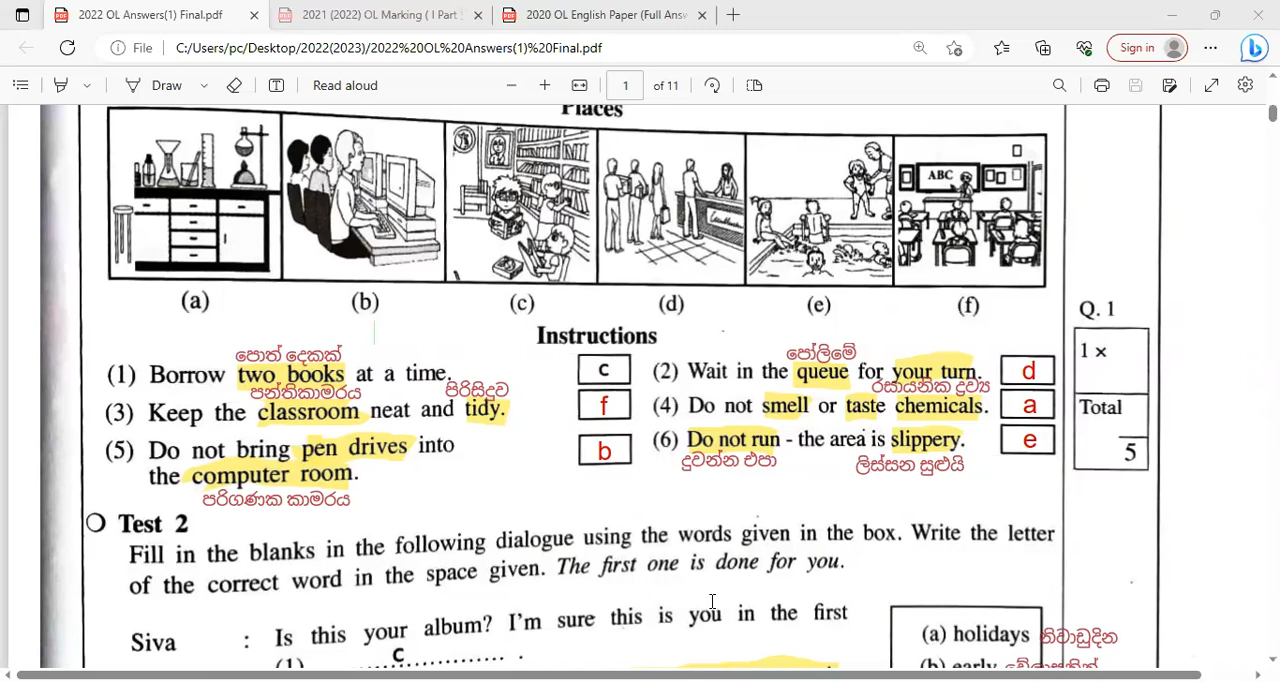 2022 OL Answers(1) Final.pdf
2021 (2022) OL Marking ( I Part
2020 OL English Paper (Full Answ
File C:/Users/pc/Desktop/2022(2023)/2022%20OL%20Answers(1)%20Final.pdf
Sign in
Draw
Read aloud
1 of 11
Places
ABC
(a) (b) (c) (d) (e) (f)
Q. 1
Instructions
1 ×
Total
5
පොත් දෙකක්
(1) Borrow two books at a time. c
පෝලිමේ
(2) Wait in the queue for your turn. d
පන්තිකාමරය පිරිසිදුව
(3) Keep the classroom neat and tidy. f
රසායනික ද්‍රව්‍ය
(4) Do not smell or taste chemicals. a
(5) Do not bring pen drives into
the computer room. b
පරිගණක කාමරය
(6) Do not run - the area is slippery. e
දුවන්න එපා ලිස්සන සුළුයි
Test 2
Fill in the blanks in the following dialogue using the words given in the box. Write the letter
of the correct word in the space given. The first one is done for you.
Siva : Is this your album? I'm sure this is you in the first
(1) ....c............... .
(a) holidays නිවාඩුදින
(b) early